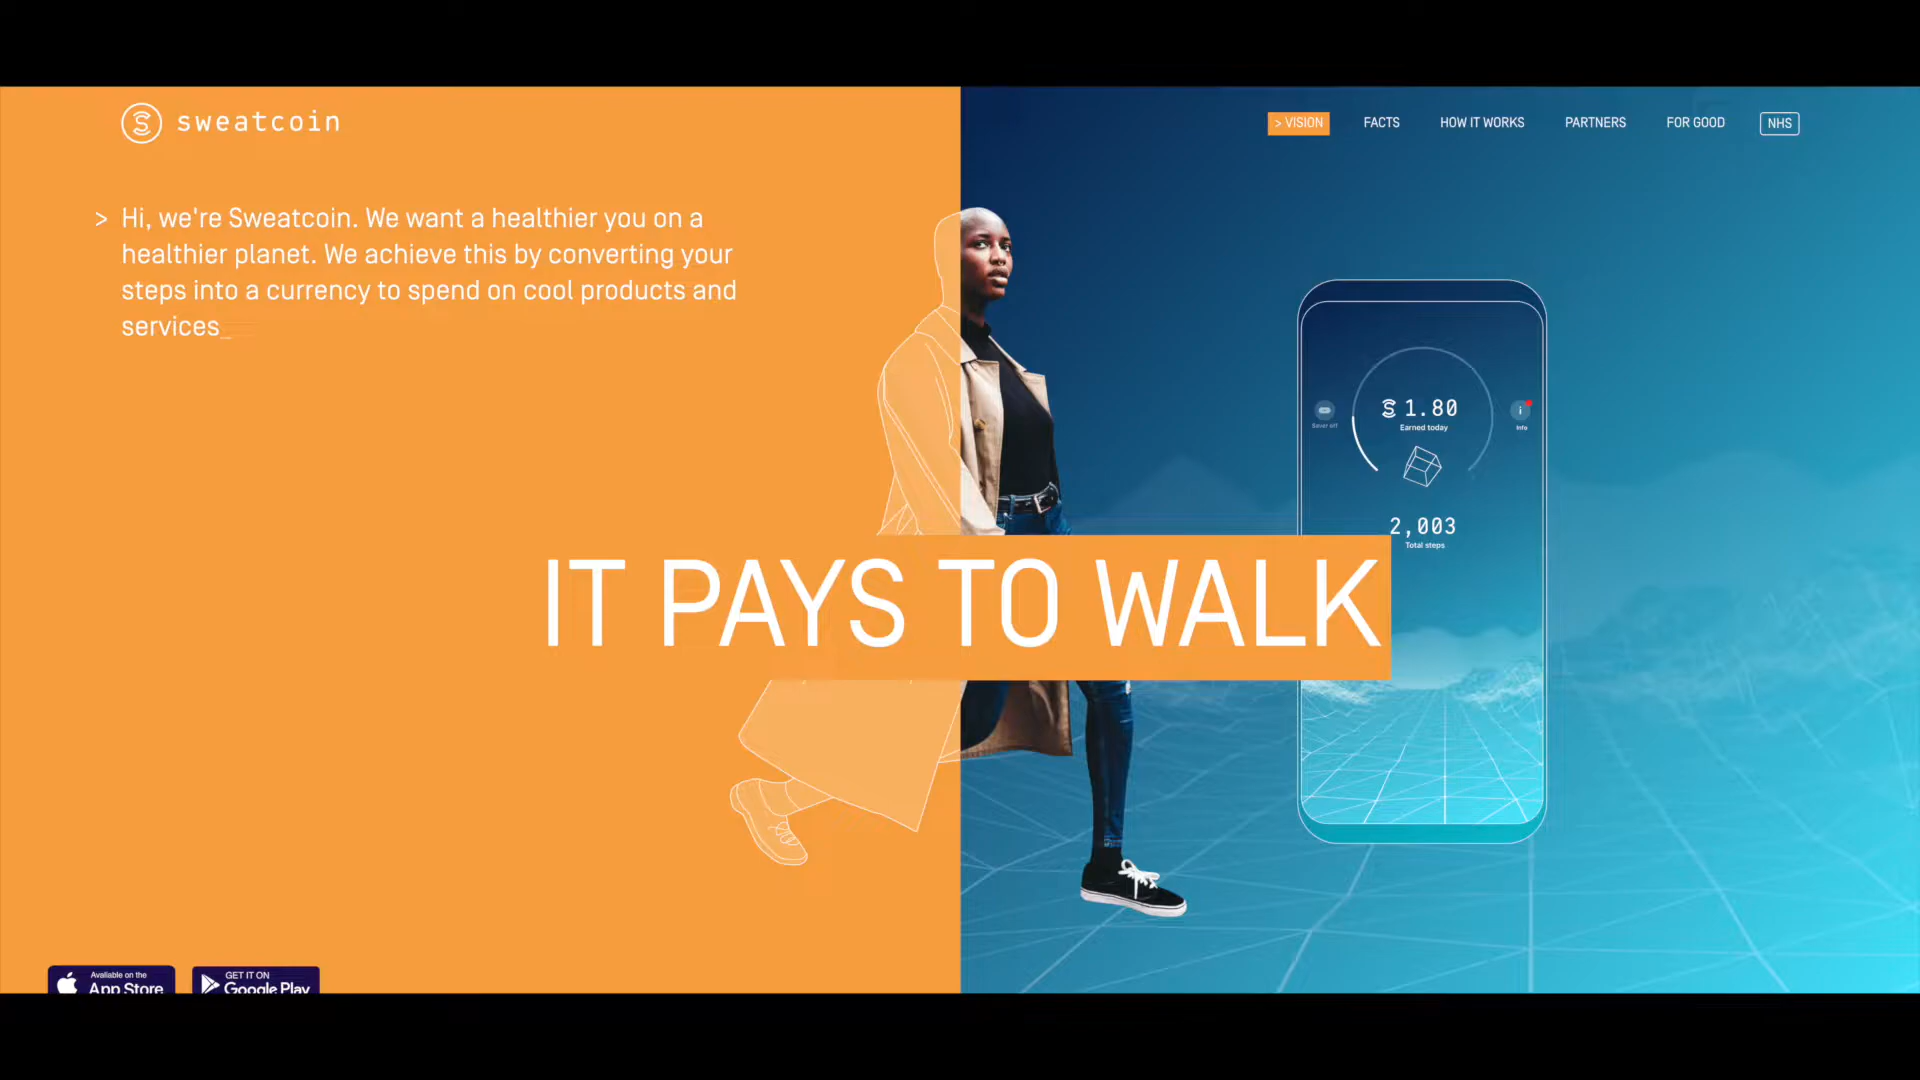 sweatcoin
> VISION
FACTS
HOW IT WORKS
PARTNERS
FOR GOOD
NHS
> Hi, we're Sweatcoin. We want a healthier you on a
healthier planet. We achieve this by converting your
steps into a currency to spend on cool products and
services_
1.80
Earned today
Saver off
i
Info
2,003
Total steps
IT PAYS TO WALK
Available on the
App Store
GET IT ON
Google Play